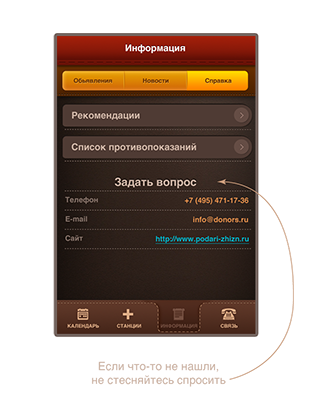 Информация
Объявления Новости Справка
Рекомендации
Список противопоказаний
Задать вопрос
Телефон +7 (495) 471-17-36
E-mail info@donors.ru
Сайт http://www.podari-zhizn.ru
КАЛЕНДАРЬ СТАНЦИИ ИНФОРМАЦИЯ СВЯЗЬ
Если что-то не нашли,
не стесняйтесь спросить